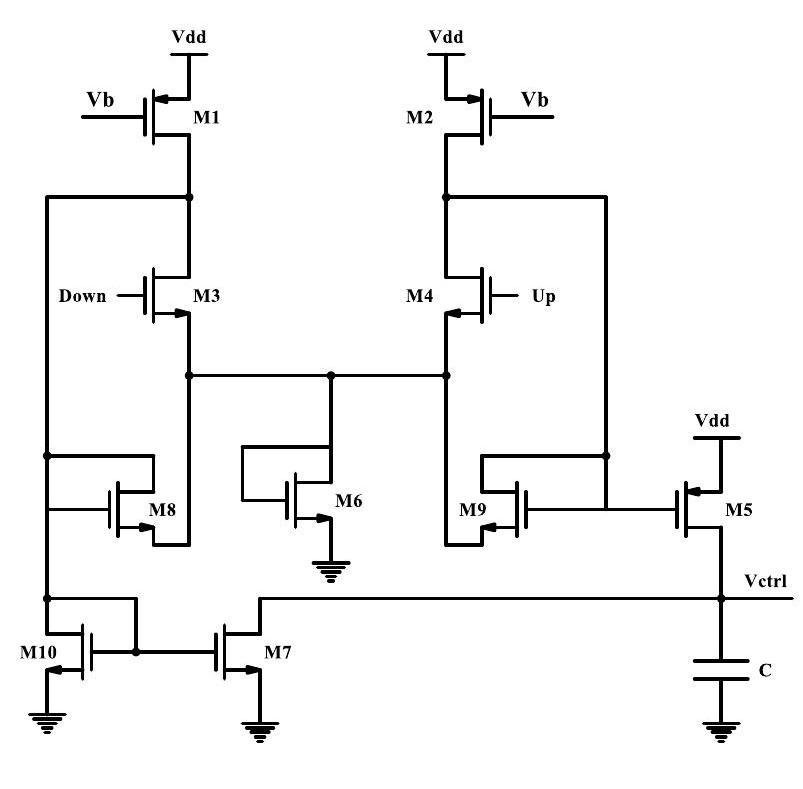 Vdd Vdd
Vb M1 M2 Vb
Down M3 M4 Up
Vdd
M8 M6 M9 M5
Vctrl
M10 M7 C